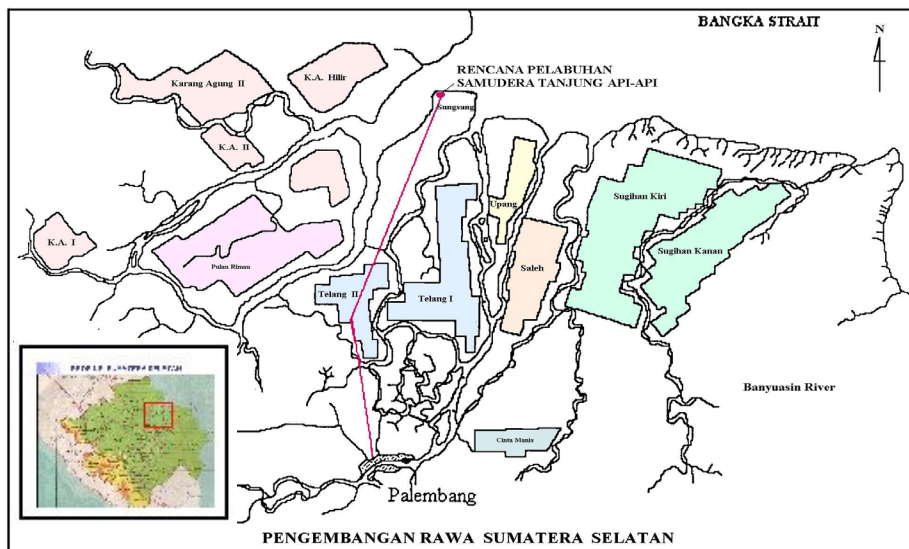 BANGKA STRAIT
N
RENCANA PELABUHAN
SAMUDERA TANJUNG API-API
Karang Agung II
K.A. Hilir
Sungsang
K.A. II
Upang
Sugihan Kiri
K.A. I
Pulau Rimau
Saleh
Sugihan Kanan
Telang II
Telang I
Banyuasin River
Cinta Manis
Palembang
PENGEMBANGAN RAWA SUMATERA SELATAN